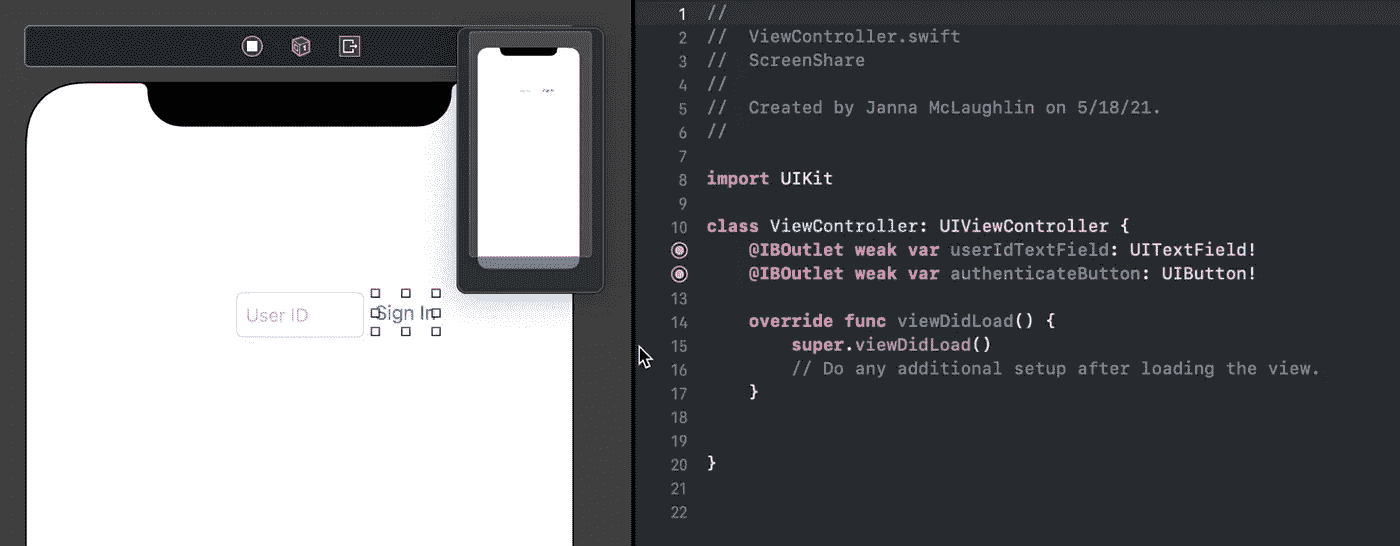 User ID
Sign In
1 //
2 //  ViewController.swift
3 //  ScreenShare
4 //
5 //  Created by Janna McLaughlin on 5/18/21.
6 //
7
8 import UIKit
9
10 class ViewController: UIViewController {
@IBOutlet weak var userIdTextField: UITextField!
@IBOutlet weak var authenticateButton: UIButton!
13
14 override func viewDidLoad() {
15 super.viewDidLoad()
16 // Do any additional setup after loading the view.
17 }
18
19
20 }
21
22